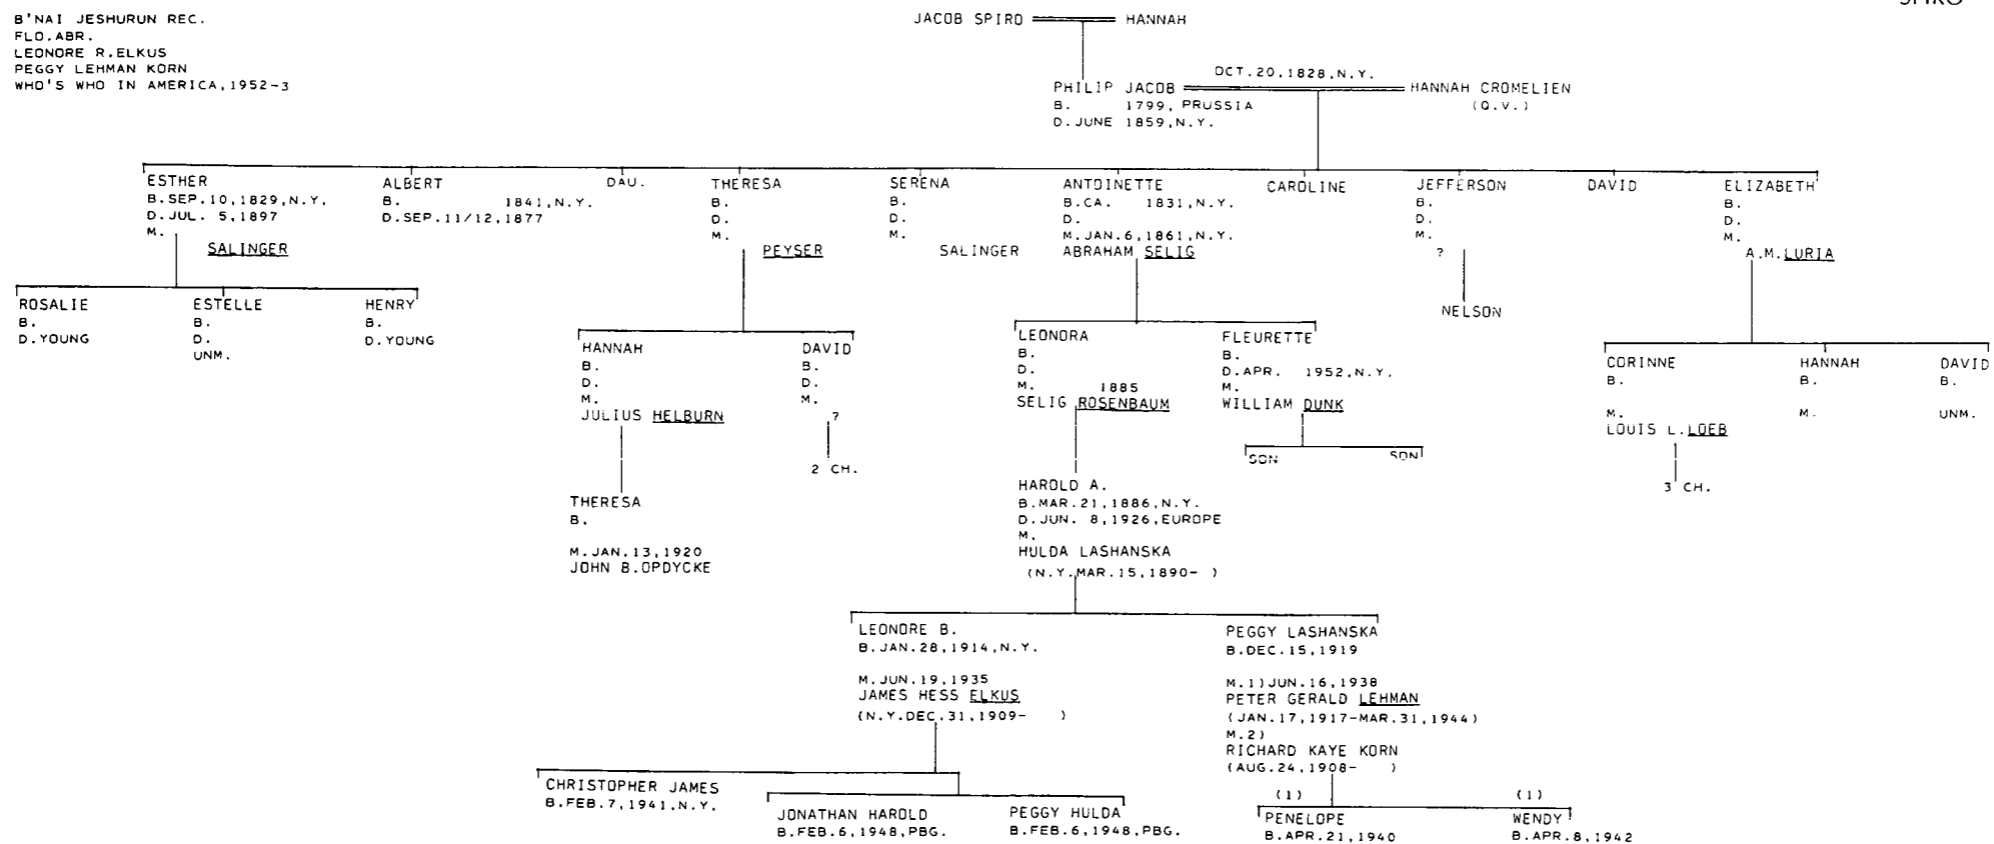 SPIRO
B'NAI JESHURUN REC.
FLO.ABR.
LEONORE R.ELKUS
PEGGY LEHMAN KORN
WHO'S WHO IN AMERICA,1952-3
JACOB SPIRO HANNAH
OCT.20,1828,N.Y.
PHILIP JACOB HANNAH CROMELIEN
B. 1799, PRUSSIA (Q.V.)
D.JUNE 1859,N.Y.
ESTHER
B.SEP.10,1829,N.Y.
D.JUL. 5,1897
M.
SALINGER
ALBERT
B. 1841,N.Y.
D.SEP.11/12,1877
DAU.
THERESA
B.
D.
M.
PEYSER
SERENA
B.
D.
M.
SALINGER
ANTOINETTE
B.CA. 1831,N.Y.
D.
M.JAN.6,1861,N.Y.
ABRAHAM SELIG
CAROLINE
JEFFERSON
B.
D.
M.
?
DAVID
ELIZABETH
B.
D.
M.
A.M.LURIA
ROSALIE
B.
D.YOUNG
ESTELLE
B.
D.
UNM.
HENRY
B.
D.YOUNG
HANNAH
B.
D.
M.
JULIUS HELBURN
DAVID
B.
D.
M.
?
2 CH.
LEONORA
B.
D.
M. 1885
SELIG ROSENBAUM
FLEURETTE
B.
D.APR. 1952,N.Y.
M.
WILLIAM DUNK
SON SON
NELSON
CORINNE
B.
M.
LOUIS L.LOEB
3 CH.
HANNAH
B.
M.
DAVID
B.
UNM.
THERESA
B.
M.JAN.13,1920
JOHN B.OPDYCKE
HAROLD A.
B.MAR.21,1886,N.Y.
D.JUN. 8,1926,EUROPE
M.
HULDA LASHANSKA
(N.Y.MAR.15,1890- )
LEONORE B.
B.JAN.28,1914,N.Y.
M.JUN.19,1935
JAMES HESS ELKUS
(N.Y.DEC.31,1909- )
PEGGY LASHANSKA
B.DEC.15,1919
M.1)JUN.16,1938
PETER GERALD LEHMAN
(JAN.17,1917-MAR.31,1944)
M.2)
RICHARD KAYE KORN
(AUG.24,1908- )
CHRISTOPHER JAMES
B.FEB.7,1941,N.Y.
JONATHAN HAROLD
B.FEB.6,1948,PBG.
PEGGY HULDA
B.FEB.6,1948,PBG.
(1) (1)
PENELOPE
B.APR.21,1940
WENDY
B.APR.8,1942